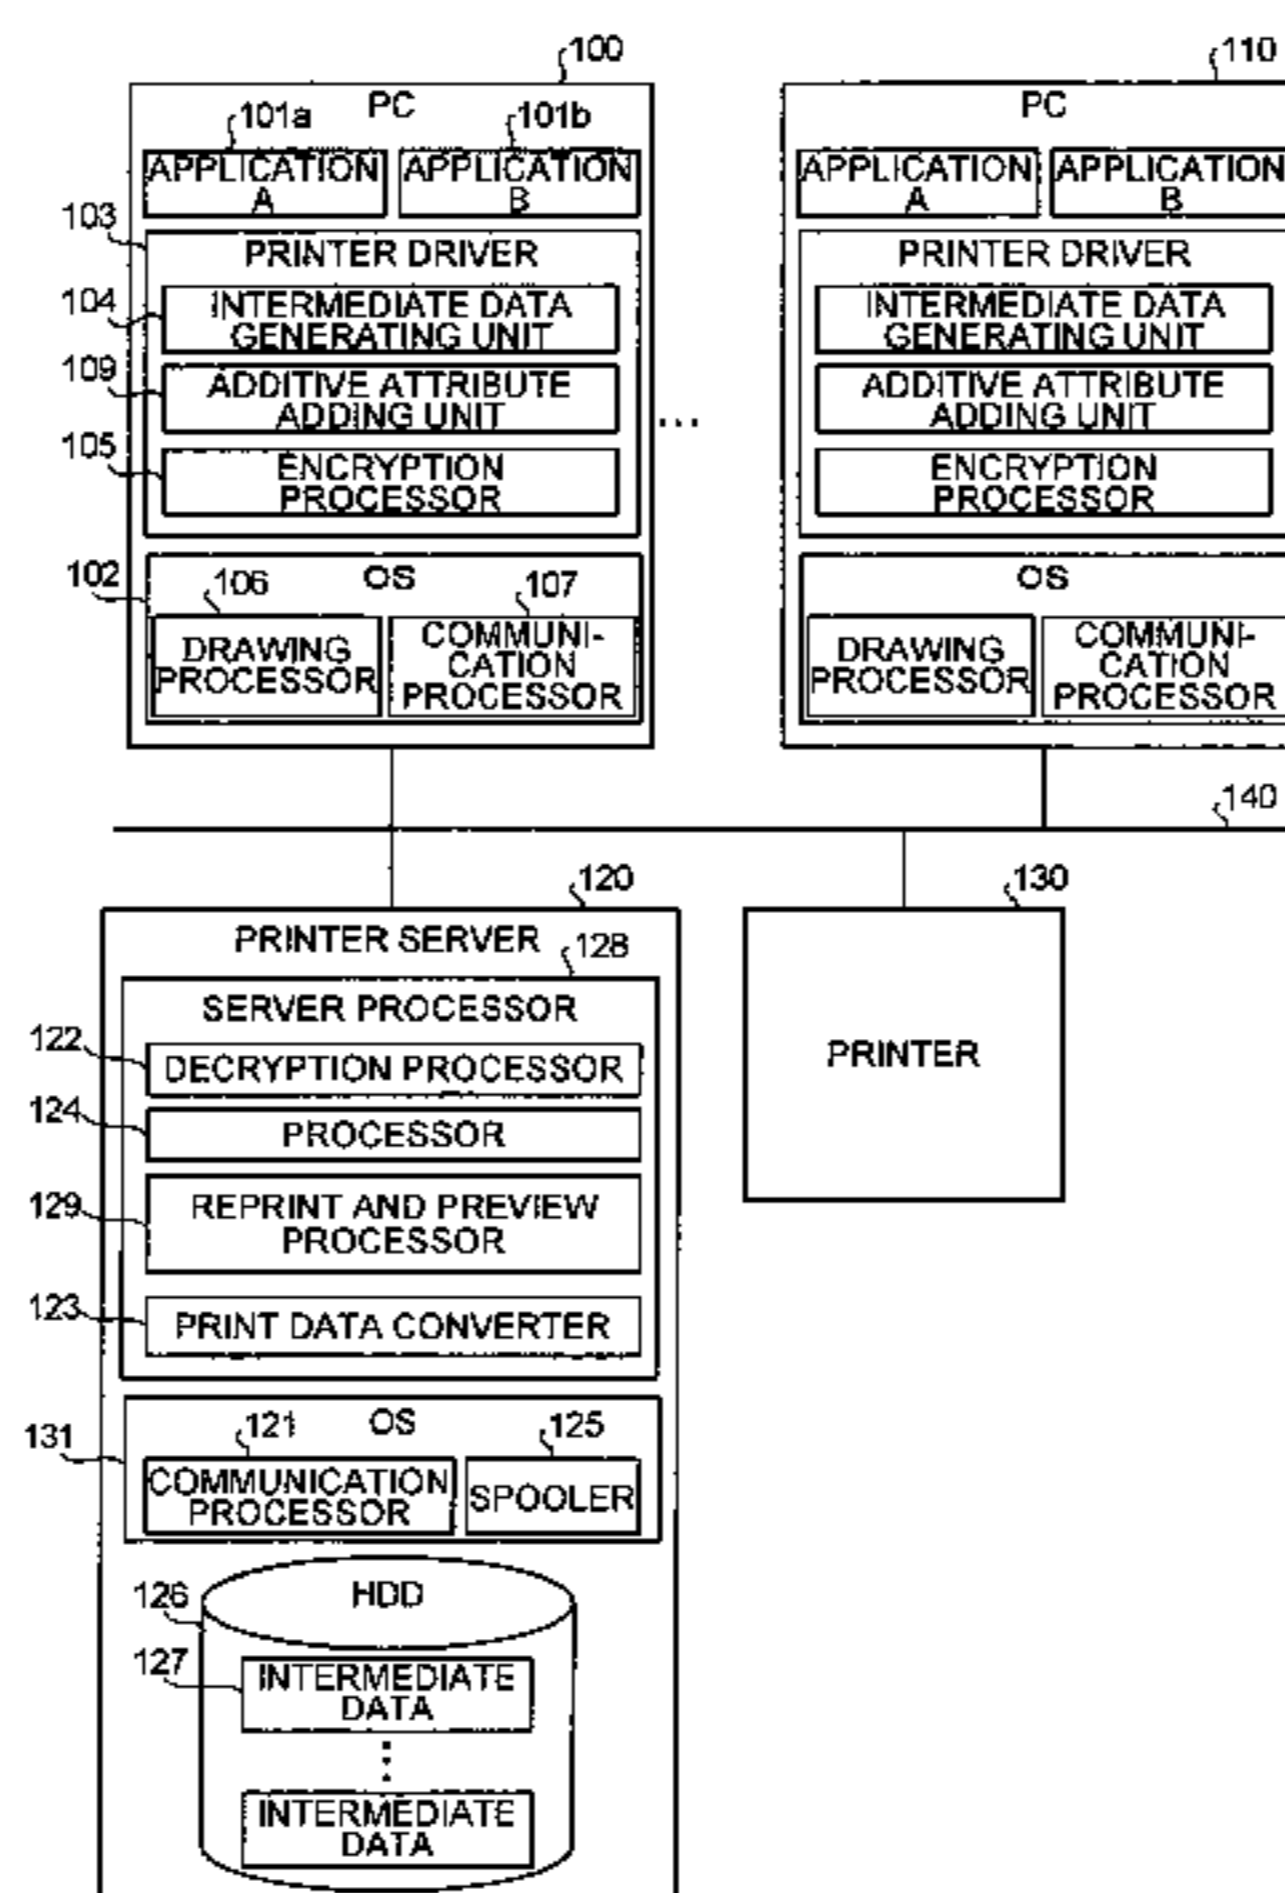 100
110
PC
PC
101a
101b
APPLICATION
A
APPLICATION
B
APPLICATION
A
APPLICATION
B
103
PRINTER DRIVER
PRINTER DRIVER
104
INTERMEDIATE DATA
GENERATING UNIT
INTERMEDIATE DATA
GENERATING UNIT
109
ADDITIVE ATTRIBUTE
ADDING UNIT
ADDITIVE ATTRIBUTE
ADDING UNIT
...
105
ENCRYPTION
PROCESSOR
ENCRYPTION
PROCESSOR
102
OS
OS
106
107
DRAWING
PROCESSOR
COMMUNI-
CATION
PROCESSOR
DRAWING
PROCESSOR
COMMUNI-
CATION
PROCESSOR
140
120
130
PRINTER SERVER
128
SERVER PROCESSOR
PRINTER
122
DECRYPTION PROCESSOR
124
PROCESSOR
129
REPRINT AND PREVIEW
PROCESSOR
123
PRINT DATA CONVERTER
131
OS
121
125
COMMUNICATION
PROCESSOR
SPOOLER
126
HDD
127
INTERMEDIATE
DATA
INTERMEDIATE
DATA